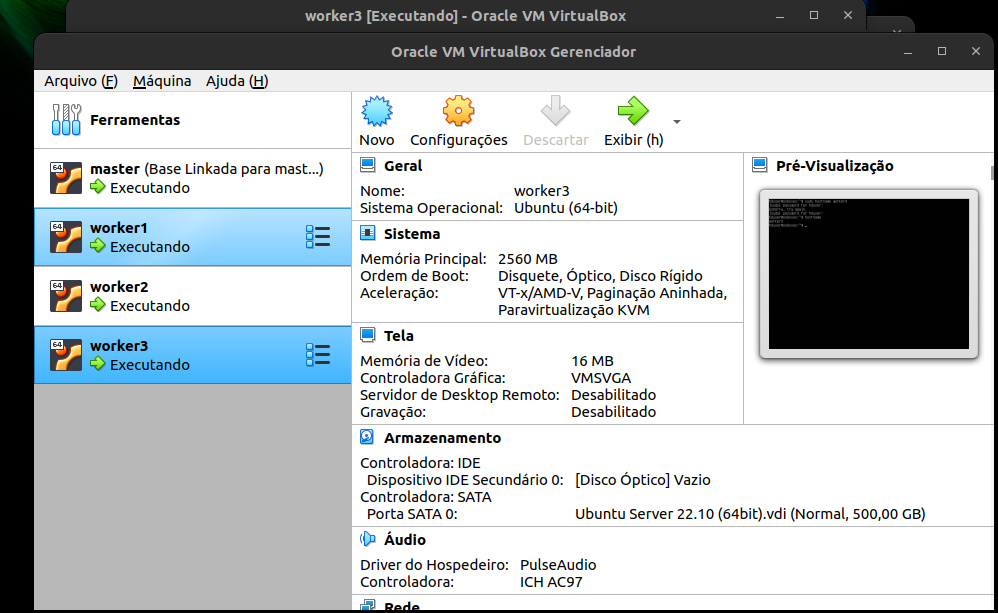 worker3 [Executando] - Oracle VM VirtualBox
Oracle VM VirtualBox Gerenciador
Arquivo (F) Máquina Ajuda (H)
Ferramentas
Novo Configurações Descartar Exibir (h)
64
master (Base Linkada para mast...)
Executando
64
worker1
Executando
64
worker2
Executando
64
worker3
Executando
Geral
Nome: worker3
Sistema Operacional: Ubuntu (64-bit)
Sistema
Memória Principal: 2560 MB
Ordem de Boot: Disquete, Óptico, Disco Rígido
Aceleração: VT-x/AMD-V, Paginação Aninhada,
Paravirtualização KVM
Tela
Memória de Vídeo: 16 MB
Controladora Gráfica: VMSVGA
Servidor de Desktop Remoto: Desabilitado
Gravação: Desabilitado
Pré-Visualização
Armazenamento
Controladora: IDE
Dispositivo IDE Secundário 0: [Disco Óptico] Vazio
Controladora: SATA
Porta SATA 0: Ubuntu Server 22.10 (64bit).vdi (Normal, 500,00 GB)
Áudio
Driver do Hospedeiro: PulseAudio
Controladora: ICH AC97
Rede